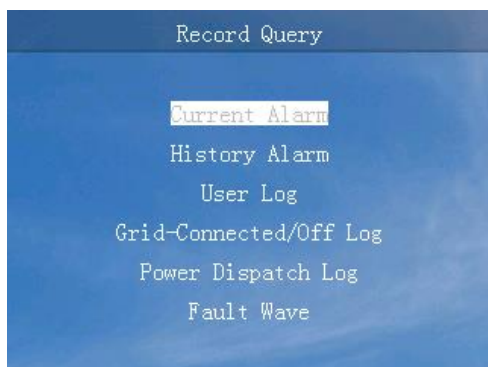 Record Query
Current Alarm
History Alarm
User Log
Grid-Connected/Off Log
Power Dispatch Log
Fault Wave